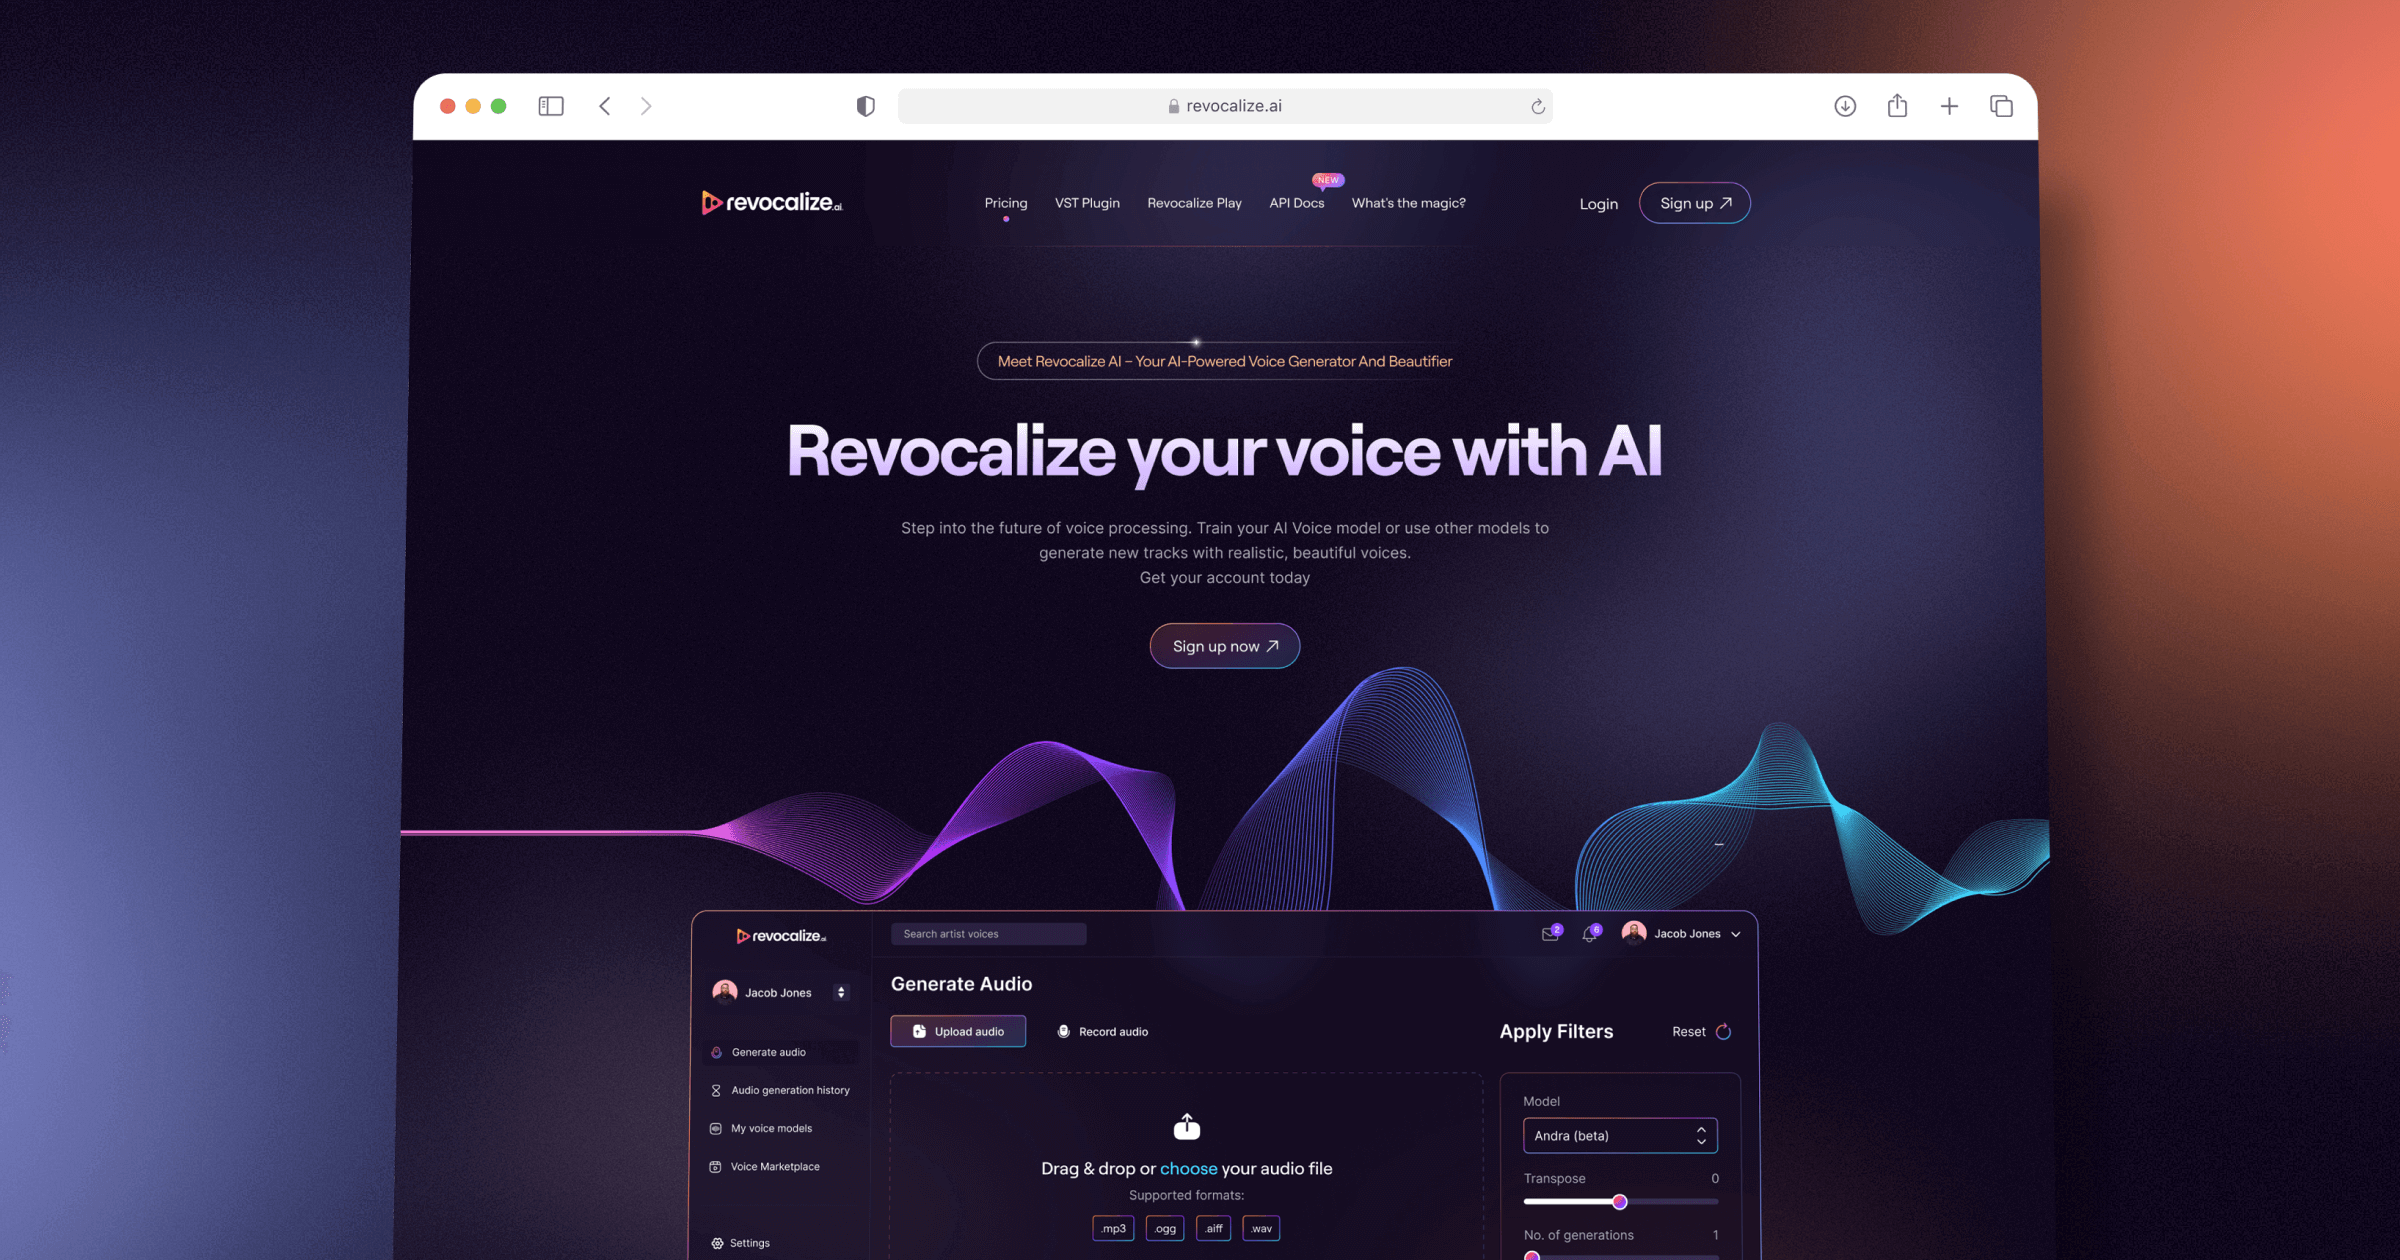 revocalize.ai
revocalize.ai
NEW
Pricing
VST Plugin
Revocalize Play
API Docs
What's the magic?
Login
Sign up
Meet Revocalize AI – Your AI-Powered Voice Generator And Beautifier
Revocalize your voice with AI
Step into the future of voice processing. Train your AI Voice model or use other models to
generate new tracks with realistic, beautiful voices.
Get your account today
Sign up now
revocalize.ai
Search artist voices
2
6
Jacob Jones
Jacob Jones
Generate audio
Audio generation history
My voice models
Voice Marketplace
Settings
Generate Audio
Upload audio
Record audio
Drag & drop or choose your audio file
Supported formats:
.mp3
.ogg
.aiff
.wav
Apply Filters
Reset
Model
Andra (beta)
Transpose
0
No. of generations
1